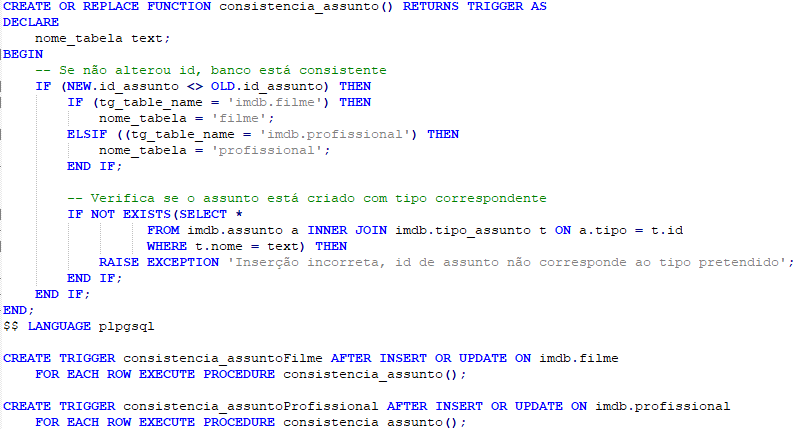 CREATE OR REPLACE FUNCTION consistencia_assunto() RETURNS TRIGGER AS
DECLARE
    nome_tabela text;
BEGIN
    -- Se não alterou id, banco está consistente
    IF (NEW.id_assunto <> OLD.id_assunto) THEN
        IF (tg_table_name = 'imdb.filme') THEN
            nome_tabela = 'filme';
        ELSIF ((tg_table_name = 'imdb.profissional') THEN
            nome_tabela = 'profissional';
        END IF;

        -- Verifica se o assunto está criado com tipo correspondente
        IF NOT EXISTS(SELECT *
                  FROM imdb.assunto a INNER JOIN imdb.tipo_assunto t ON a.tipo = t.id
                  WHERE t.nome = text) THEN
            RAISE EXCEPTION 'Inserção incorreta, id de assunto não corresponde ao tipo pretendido';
        END IF;
    END IF;
END;
$$ LANGUAGE plpgsql

CREATE TRIGGER consistencia_assuntoFilme AFTER INSERT OR UPDATE ON imdb.filme
    FOR EACH ROW EXECUTE PROCEDURE consistencia_assunto();

CREATE TRIGGER consistencia_assuntoProfissional AFTER INSERT OR UPDATE ON imdb.profissional
    FOR EACH ROW EXECUTE PROCEDURE consistencia_assunto();